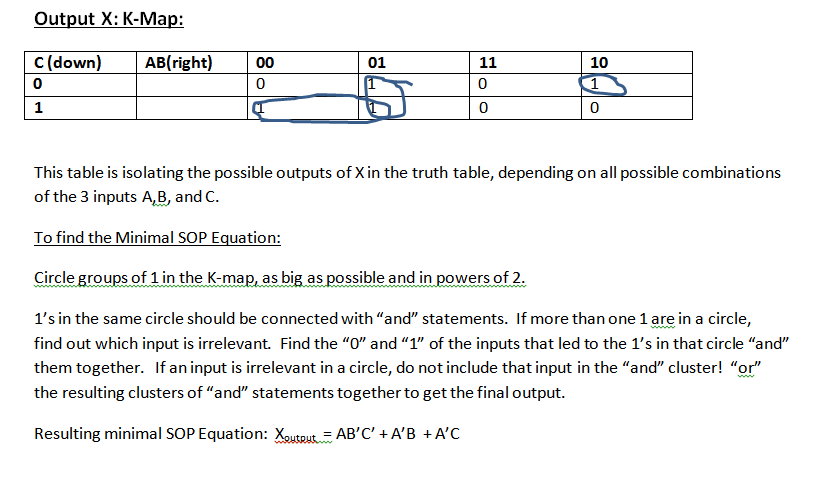 Output X: K-Map:
C (down) AB(right) 00 01 11 10
0 0 1 0 1
1 1 1 0 0
This table is isolating the possible outputs of X in the truth table, depending on all possible combinations
of the 3 inputs A,B, and C.
To find the Minimal SOP Equation:
Circle groups of 1 in the K-map, as big as possible and in powers of 2.
1's in the same circle should be connected with “and” statements. If more than one 1 are in a circle,
find out which input is irrelevant. Find the “0” and “1” of the inputs that led to the 1's in that circle “and”
them together. If an input is irrelevant in a circle, do not include that input in the “and” cluster! “or”
the resulting clusters of “and” statements together to get the final output.
Resulting minimal SOP Equation: Xoutput = AB'C' + A'B + A'C